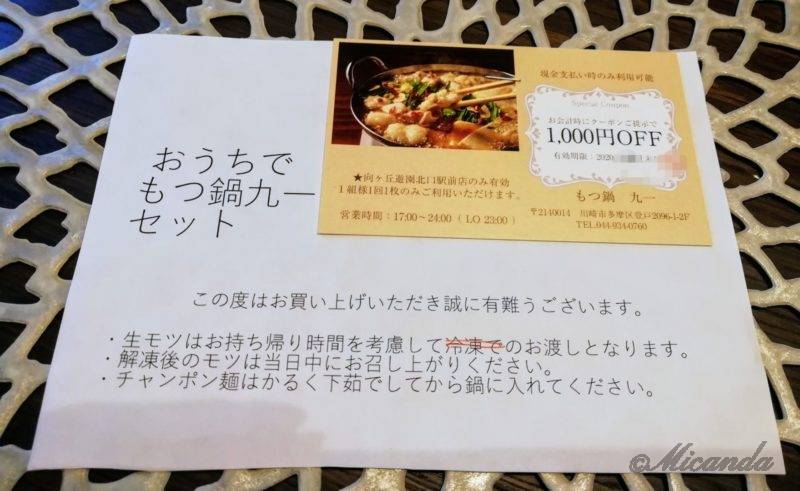 おうちで
もつ鍋九一
セット
現金支払い時のみ利用可能
Special Coupon
お会計時にクーポンご提示で
1,000円OFF
有効期限：2020
★向ヶ丘遊園北口駅前店のみ有効
1組様1回1枚のみご利用いただけます。
営業時間：17:00～24:00（ LO 23:00 ）
もつ鍋　九一
〒2140014　川崎市多摩区登戸2096-1-2F
TEL.044-934-0760
この度はお買い上げいただき誠に有難うございます。
・生モツはお持ち帰り時間を考慮して冷凍でのお渡しとなります。
・解凍後のモツは当日中にお召し上がりください。
・チャンポン麺はかるく下茹でしてから鍋に入れてください。
©Micanda